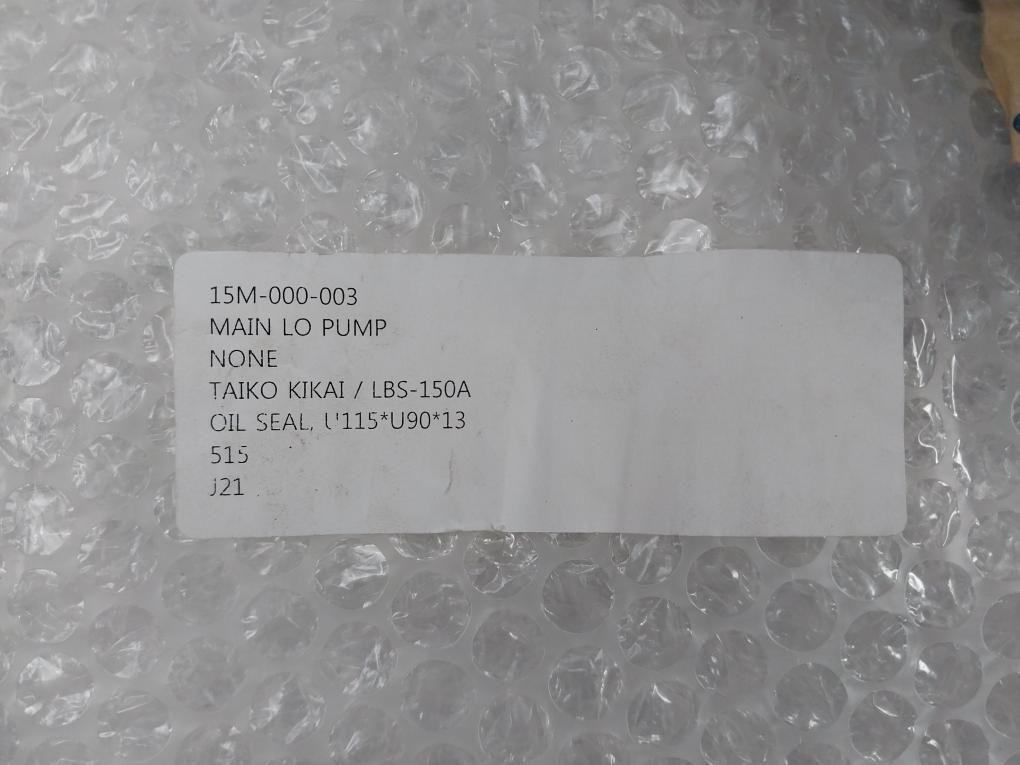 15M-000-003
MAIN LO PUMP
NONE
TAIKO KIKAI / LBS-150A
OIL SEAL, U115*U90*13
515
J21